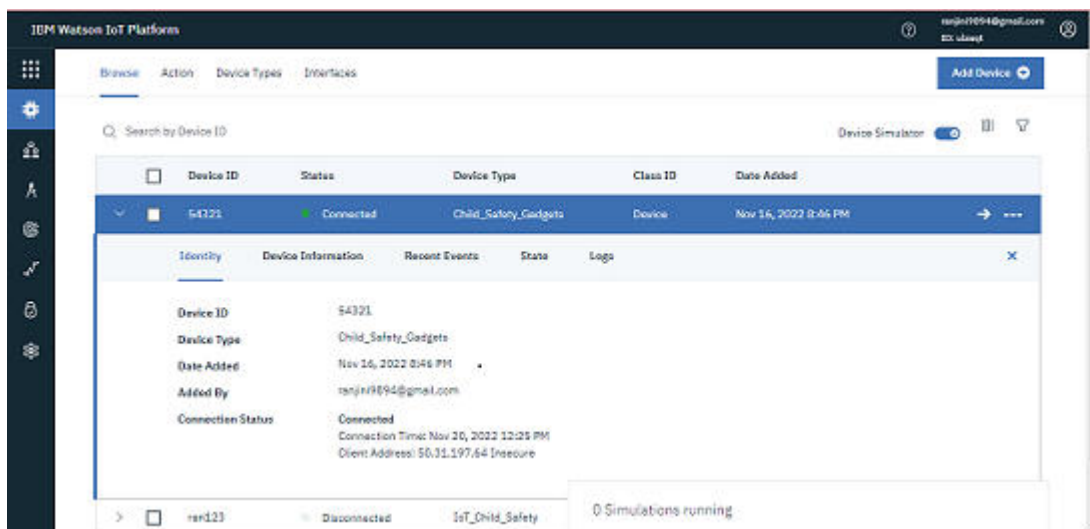 IBM Watson IoT Platform
ranjini9894@gmail.com
Browse Action Device Types Interfaces
Add Device
Search by Device ID
Device Simulator
Device ID Status Device Type Class ID Date Added
54321 Connected Child_Safety_Gadgets Device Nov 16, 2022 8:46 PM
Identity Device Information Recent Events State Logs
Device ID 54321
Device Type Child_Safety_Gadgets
Date Added Nov 16, 2022 8:46 PM
Added By ranjini9894@gmail.com
Connection Status Connected
Connection Time: Nov 20, 2022 12:25 PM
Client Address: 50.31.197.64 Insecure
ran123 Disconnected IoT_Child_Safety
0 Simulations running